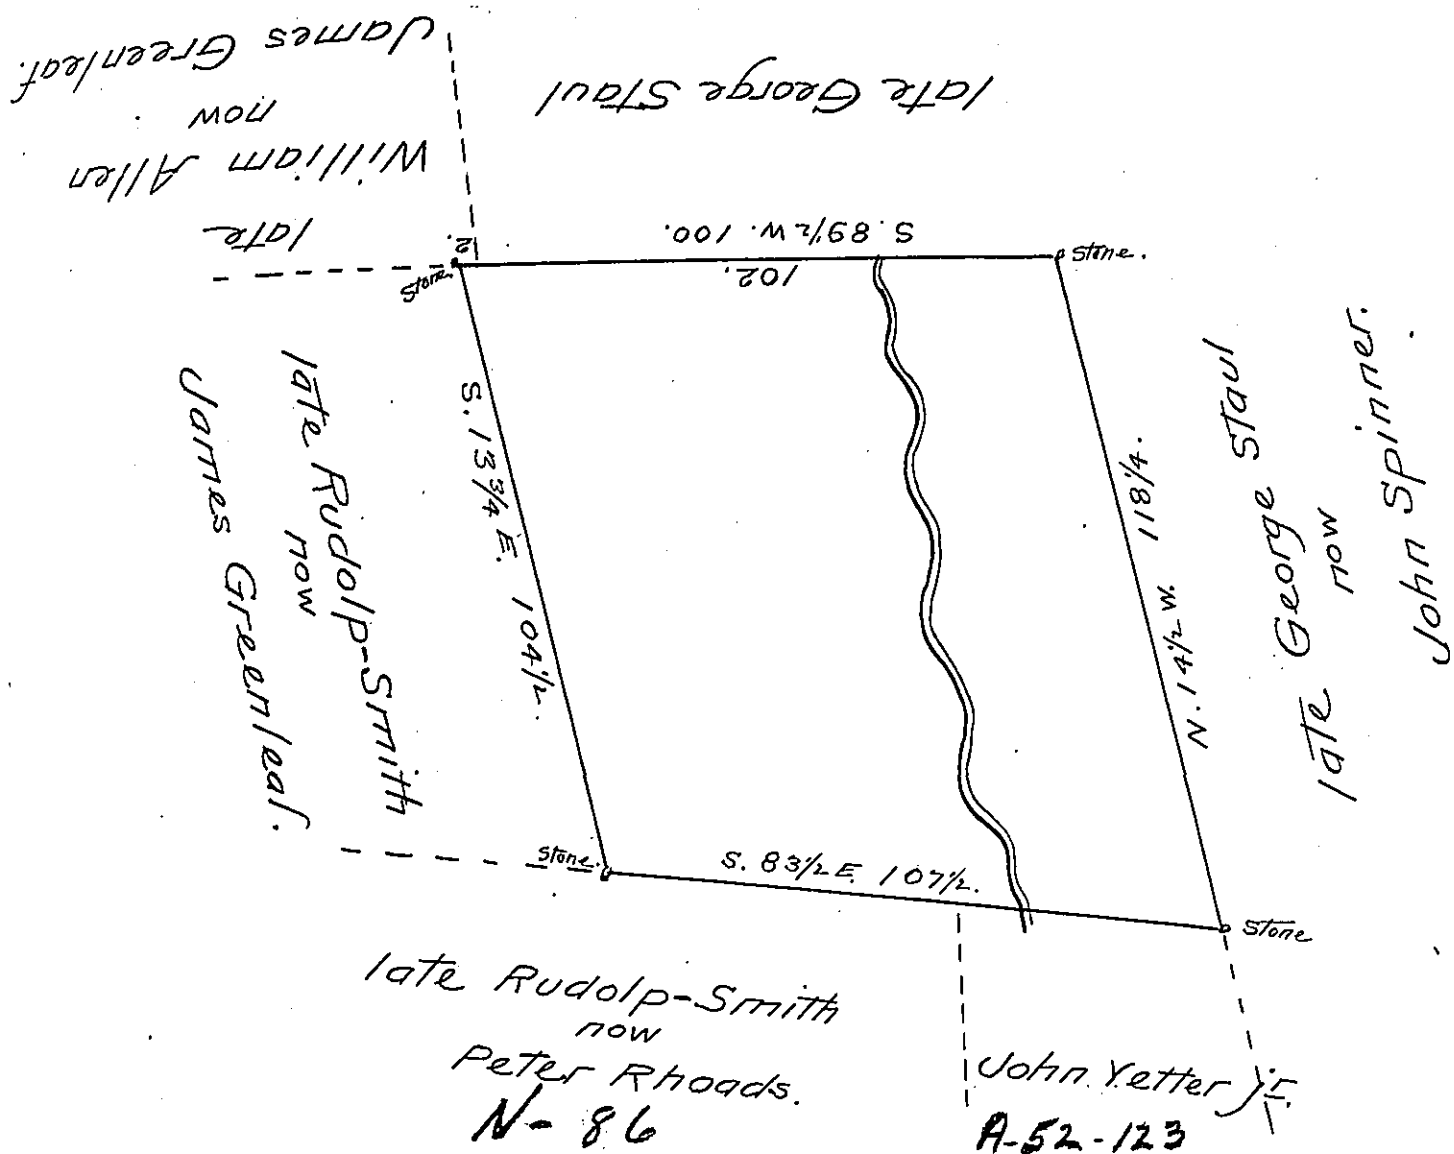 James Greenleaf.
now
William Allen
late
late George Staul
2.
S. 89½ W. 100.
102.
Stone.
Stone.
late Rudolp-Smith
now
James Greenleaf.
S. 13¾ E. 104½.
N. 14½ W. 118¼.
late George Staul
now
John Spinner.
Stone.
S. 83½ E. 107½.
Stone
late Rudolp-Smith
now
Peter Rhoads.
N-86
John Yetter jr.
A-52-123